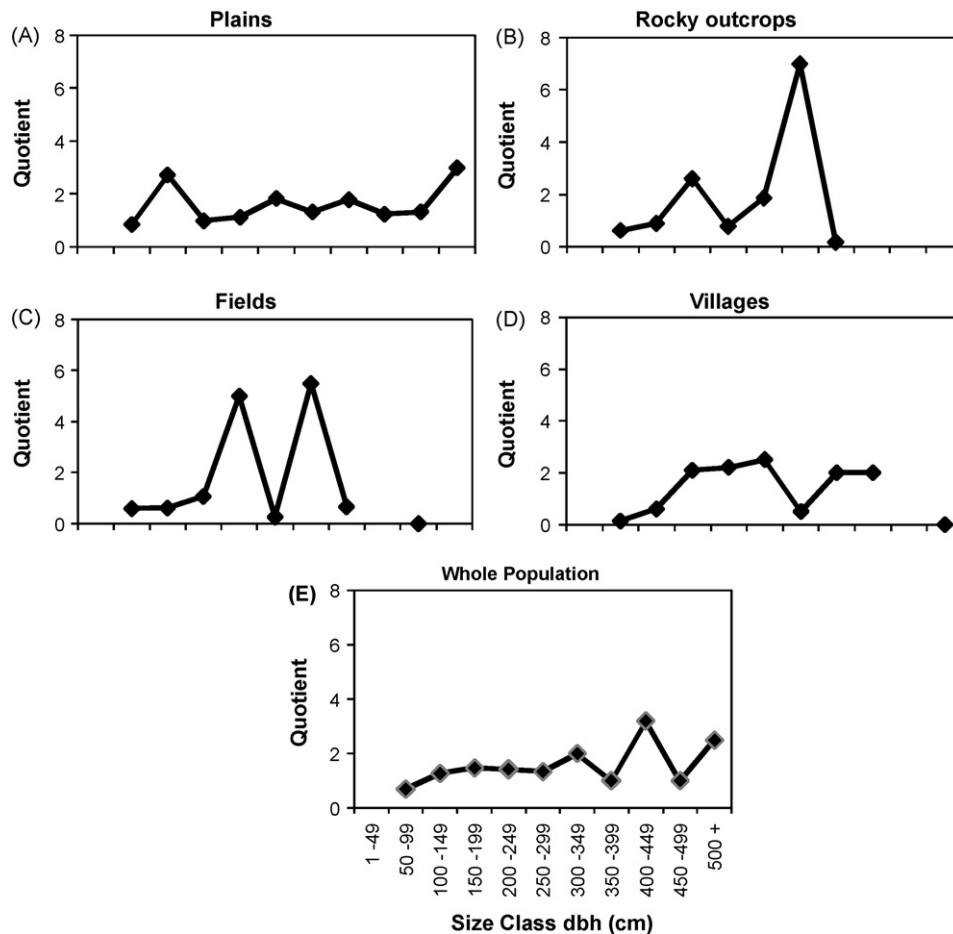 Plains
(A)
8
6
4
2
0
Quotient
Rocky outcrops
(B)
8
6
4
2
0
Quotient
Fields
(C)
8
6
4
2
0
Quotient
Villages
(D)
8
6
4
2
0
Quotient
Whole Population
(E)
8
6
4
2
0
Quotient
1 -49
50 -99
100 -149
150 -199
200 -249
250 -299
300 -349
350 -399
400 -449
450 -499
500 +
Size Class dbh (cm)